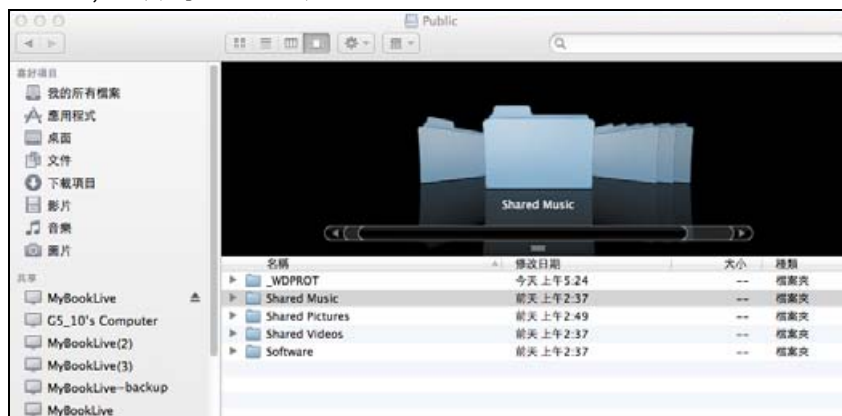 Public
喜好項目
我的所有檔案
應用程式
桌面
文件
下載項目
影片
音樂
圖片
共享
MyBookLive
G5_10's Computer
MyBookLive(2)
MyBookLive(3)
MyBookLive-backup
MyBookLive
Shared Music
名稱 修改日期 大小 種類
_WDPROT 今天 上午5:24 -- 檔案夾
Shared Music 前天 上午2:37 -- 檔案夾
Shared Pictures 前天 上午2:49 -- 檔案夾
Shared Videos 前天 上午2:37 -- 檔案夾
Software 前天 上午2:37 -- 檔案夾